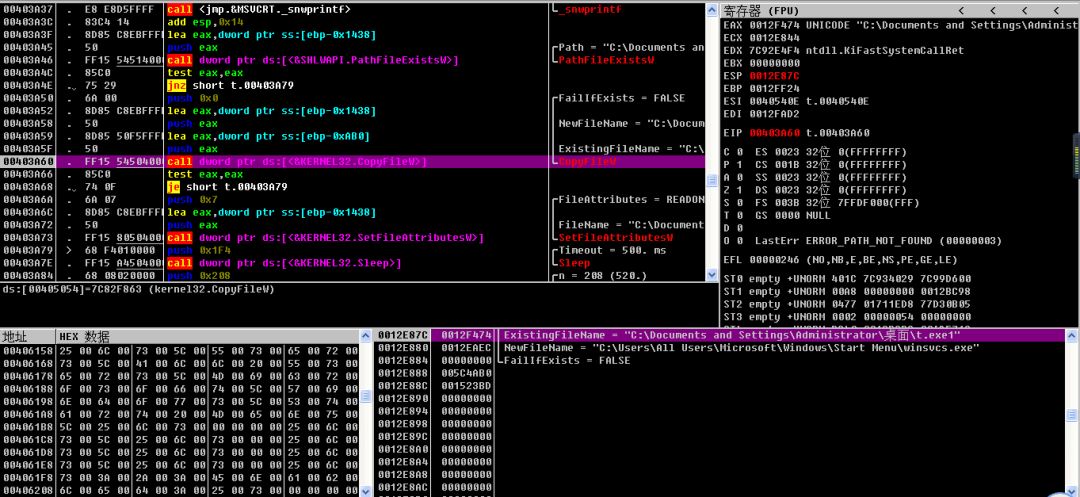 00403A37 . E8 E8D5FFFF call <jmp.&MSVCRT._snwprintf> _snwprintf
00403A3C . 83C4 14 add esp,0x14
00403A3F . 8D85 C8EBFFFF lea eax,dword ptr ss:[ebp-0x1438]
00403A45 . 50 push eax Path = "C:\Documents an
00403A46 . FF15 54514000 call dword ptr ds:[<&SHLWAPI.PathFileExistsW>] PathFileExistsW
00403A4C . 85C0 test eax,eax
00403A4E . 75 29 jnz short t.00403A79
00403A50 . 6A 00 push 0x0 FailIfExists = FALSE
00403A52 . 8D85 C8EBFFFF lea eax,dword ptr ss:[ebp-0x1438]
00403A58 . 50 push eax NewFileName = "C:\Docum
00403A59 . 8D85 50F5FFFF lea eax,dword ptr ss:[ebp-0xAB0]
00403A5F . 50 push eax ExistingFileName = "C:\
00403A60 . FF15 54504000 call dword ptr ds:[<&KERNEL32.CopyFileW>] CopyFileW
00403A66 . 85C0 test eax,eax
00403A68 . 74 0F je short t.00403A79
00403A6A . 6A 07 push 0x7 FileAttributes = READON
00403A6C . 8D85 C8EBFFFF lea eax,dword ptr ss:[ebp-0x1438]
00403A72 . 50 push eax FileName = "C:\Document
00403A73 . FF15 80504000 call dword ptr ds:[<&KERNEL32.SetFileAttributesW>] SetFileAttributesW
00403A79 > 68 F4010000 push 0x1F4 Timeout = 500. ms
00403A7E . FF15 A4504000 call dword ptr ds:[<&KERNEL32.Sleep>] Sleep
00403A84 . 68 08020000 push 0x208 n = 208 (520.)
ds:[00405054]=7C82F863 (kernel32.CopyFileW)
寄存器 (FPU) < < < <
EAX 0012F474 UNICODE "C:\Documents and Settings\Administ
ECX 0012E844
EDX 7C92E4F4 ntdll.KiFastSystemCallRet
EBX 00000000
ESP 0012E87C
EBP 0012FF24
ESI 0040540E t.0040540E
EDI 0012FAD2
EIP 00403A60 t.00403A60
C 0 ES 0023 32位 0(FFFFFFFF)
P 1 CS 001B 32位 0(FFFFFFFF)
A 0 SS 0023 32位 0(FFFFFFFF)
Z 1 DS 0023 32位 0(FFFFFFFF)
S 0 FS 003B 32位 7FFDF000(FFF)
T 0 GS 0000 NULL
D 0
O 0 LastErr ERROR_PATH_NOT_FOUND (00000003)
EFL 00000246 (NO,NB,E,BE,NS,PE,GE,LE)
ST0 empty +UNORM 401C 7C934029 7C99D600
ST1 empty +UNORM 00A8 00000000 0012BC98
ST2 empty +UNORM 0477 01711ED8 77D30B05
ST3 empty +UNORM 0002 00000054 00000000
地址 HEX 数据
00406158 25 00 6C 00 73 00 5C 00 55 00 73 00 65 00 72 00
00406168 73 00 5C 00 41 00 6C 00 6C 00 20 00 55 00 73 00
00406178 65 00 72 00 73 00 5C 00 4D 00 69 00 63 00 72 00
00406188 6F 00 73 00 6F 00 66 00 74 00 5C 00 57 00 69 00
00406198 6E 00 64 00 6F 00 77 00 73 00 5C 00 53 00 74 00
004061A8 61 00 72 00 74 00 20 00 4D 00 65 00 6E 00 75 00
004061B8 5C 00 25 00 6C 00 73 00 00 00 00 00 25 00 6C 00
004061C8 73 00 5C 00 25 00 6C 00 73 00 00 00 25 00 6C 00
004061D8 73 00 5C 00 25 00 6C 00 73 00 00 00 25 00 6C 00
004061E8 73 00 5C 00 25 00 6C 00 73 00 00 00 25 00 6C 00
004061F8 73 00 3A 00 2A 00 3A 00 45 00 6E 00 61 00 62 00
00406208 6C 00 65 00 64 00 3A 00 25 00 73 00 00 00 00 00
0012E87C 0012F474 ExistingFileName = "C:\Documents and Settings\Administrator\桌面\t.exe1"
0012E880 0012EAEC NewFileName = "C:\Users\All Users\Microsoft\Windows\Start Menu\winsvcs.exe"
0012E884 00000000 FailIfExists = FALSE
0012E888 005C4AB0
0012E88C 001523BD
0012E890 00000000
0012E894 00000000
0012E898 00000000
0012E89C 00000000
0012E8A0 00000000
0012E8A4 00000000
0012E8A8 00000000
0012E8AC 00000000